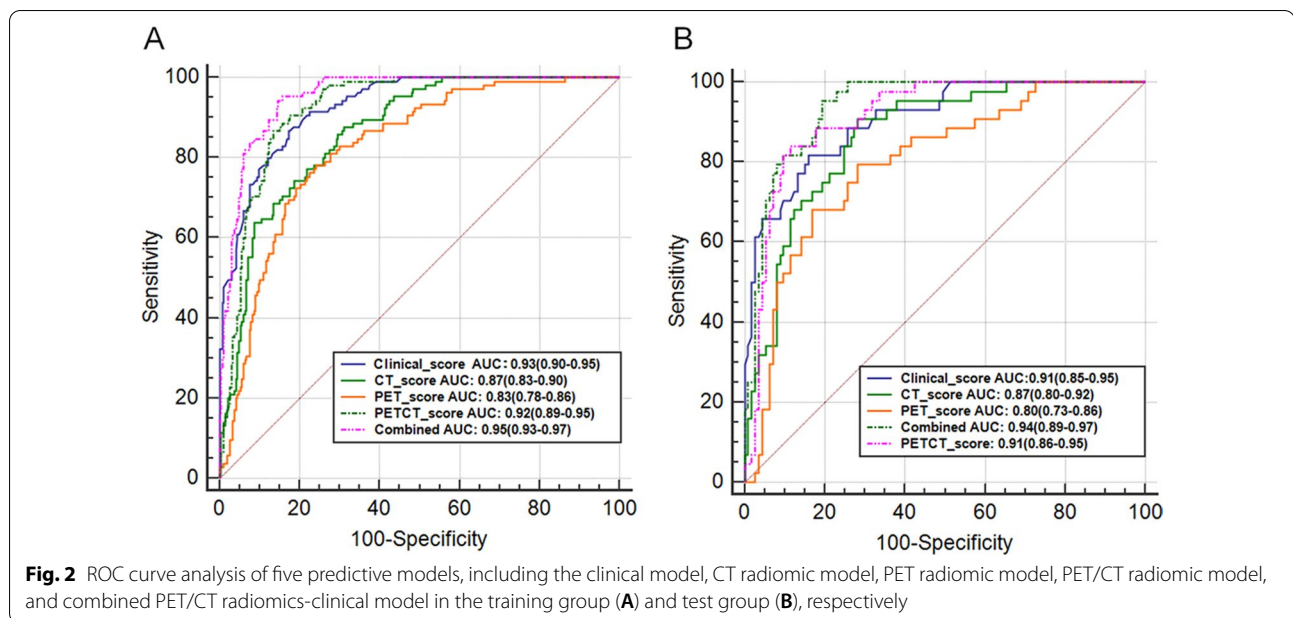 A
Sensitivity
100
80
60
40
20
0
Clinical_score AUC: 0.93(0.90-0.95)
CT_score AUC: 0.87(0.83-0.90)
PET_score AUC: 0.83(0.78-0.86)
PETCT_score AUC: 0.92(0.89-0.95)
Combined AUC: 0.95(0.93-0.97)
0 20 40 60 80 100
100-Specificity
B
Sensitivity
100
80
60
40
20
0
Clinical_score AUC:0.91(0.85-0.95)
CT_score AUC: 0.87(0.80-0.92)
PET_score AUC: 0.80(0.73-0.86)
Combined AUC: 0.94(0.89-0.97)
PETCT_score: 0.91(0.86-0.95)
0 20 40 60 80 100
100-Specificity
Fig. 2 ROC curve analysis of five predictive models, including the clinical model, CT radiomic model, PET radiomic model, PET/CT radiomic model,
and combined PET/CT radiomics-clinical model in the training group (A) and test group (B), respectively